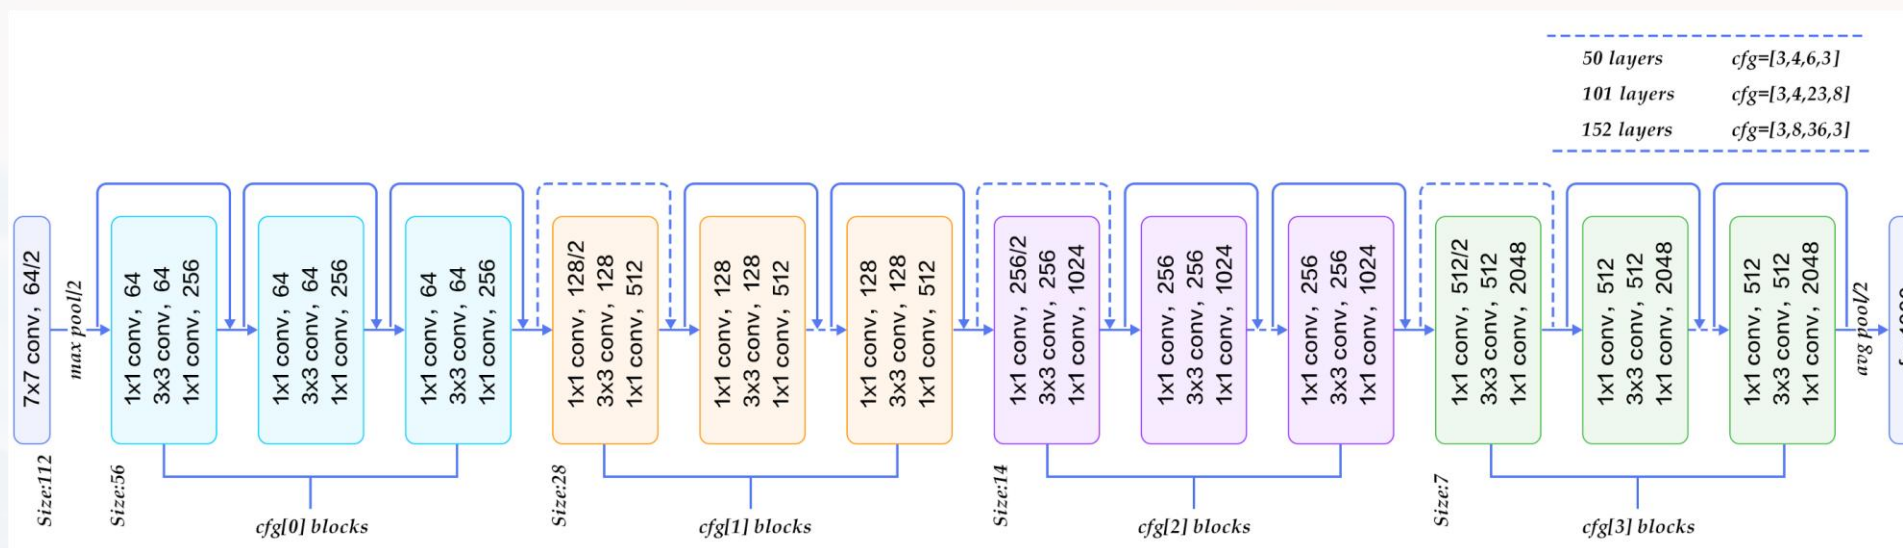 50 layers cfg=[3,4,6,3]
101 layers cfg=[3,4,23,8]
152 layers cfg=[3,8,36,3]
7x7 conv, 64/2
max pool/2
1x1 conv, 64
3x3 conv, 64
1x1 conv, 256
1x1 conv, 64
3x3 conv, 64
1x1 conv, 256
1x1 conv, 64
3x3 conv, 64
1x1 conv, 256
1x1 conv, 128/2
3x3 conv, 128
1x1 conv, 512
1x1 conv, 128
3x3 conv, 128
1x1 conv, 512
1x1 conv, 128
3x3 conv, 128
1x1 conv, 512
1x1 conv, 256/2
3x3 conv, 256
1x1 conv, 1024
1x1 conv, 256
3x3 conv, 256
1x1 conv, 1024
1x1 conv, 256
3x3 conv, 256
1x1 conv, 1024
1x1 conv, 512/2
3x3 conv, 512
1x1 conv, 2048
1x1 conv, 512
3x3 conv, 512
1x1 conv, 2048
1x1 conv, 512
3x3 conv, 512
1x1 conv, 2048
avg pool/2
Size:112
Size:56
cfg[0] blocks
Size:28
cfg[1] blocks
Size:14
cfg[2] blocks
Size:7
cfg[3] blocks